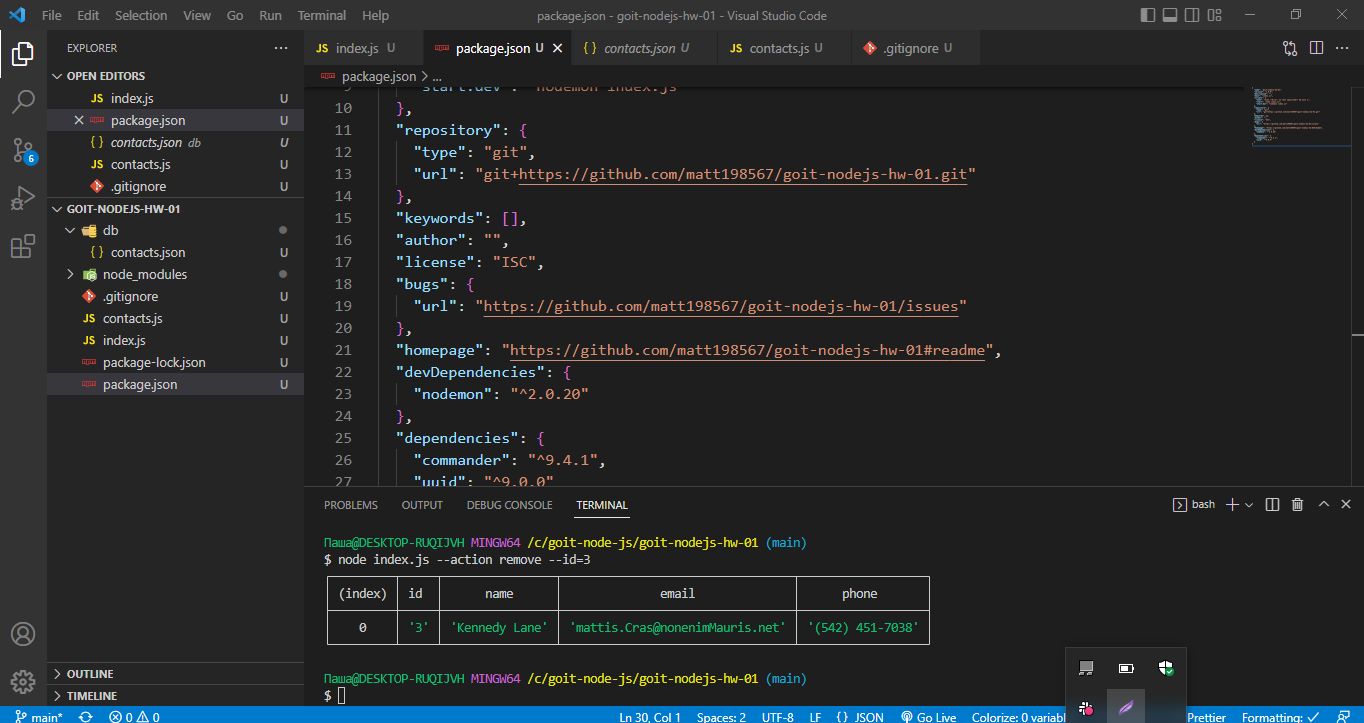 File Edit Selection View Go Run Terminal Help package.json - goit-nodejs-hw-01 - Visual Studio Code
EXPLORER
OPEN EDITORS
JS index.js U
package.json U
{ } contacts.json db U
JS contacts.js U
.gitignore U
GOIT-NODEJS-HW-01
db
{ } contacts.json U
node_modules
.gitignore U
JS contacts.js U
JS index.js U
package-lock.json U
package.json U
OUTLINE
TIMELINE
6
JS index.js U package.json U { } contacts.json U JS contacts.js U .gitignore U
package.json > ...
9 "start:dev": "nodemon index.js"
10 },
11 "repository": {
12 "type": "git",
13 "url": "git+https://github.com/matt198567/goit-nodejs-hw-01.git"
14 },
15 "keywords": [],
16 "author": "",
17 "license": "ISC",
18 "bugs": {
19 "url": "https://github.com/matt198567/goit-nodejs-hw-01/issues"
20 },
21 "homepage": "https://github.com/matt198567/goit-nodejs-hw-01#readme",
22 "devDependencies": {
23 "nodemon": "^2.0.20"
24 },
25 "dependencies": {
26 "commander": "^9.4.1",
27 "uuid": "^9.0.0"
PROBLEMS OUTPUT DEBUG CONSOLE TERMINAL bash
Паша@DESKTOP-RUQIJVH MINGW64 /c/goit-node-js/goit-nodejs-hw-01 (main)
$ node index.js --action remove --id=3
(index) id name email phone
0 '3' 'Kennedy Lane' 'mattis.Cras@nonenimMauris.net' '(542) 451-7038'
Паша@DESKTOP-RUQIJVH MINGW64 /c/goit-node-js/goit-nodejs-hw-01 (main)
$
main* 0 0 Ln 30, Col 1 Spaces: 2 UTF-8 LF { } JSON Go Live Colorize: 0 variabl Prettier Formatting: ✓